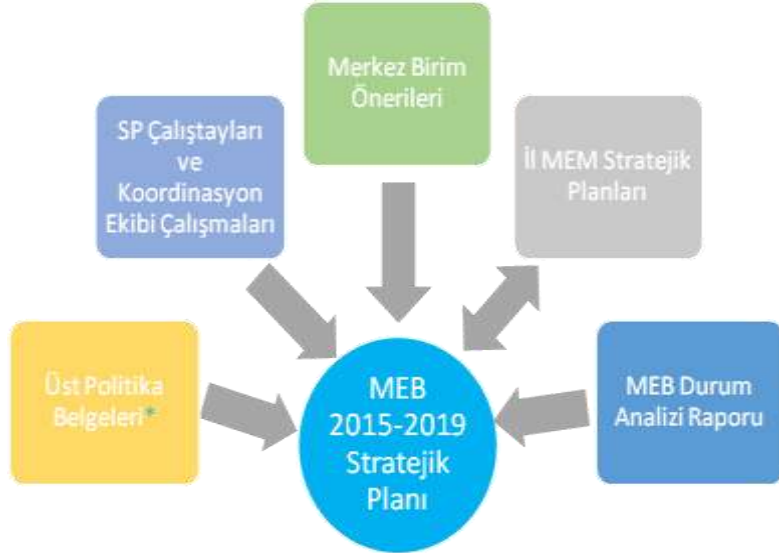 Merkez Birim
Önerileri
SP Çalıştayları
ve
Koordinasyon
Ekibi Çalışmaları
İl MEM Stratejik
Planları
Üst Politika
Belgeleri*
MEB
2015-2019
Stratejik
Planı
MEB Durum
Analizi Raporu